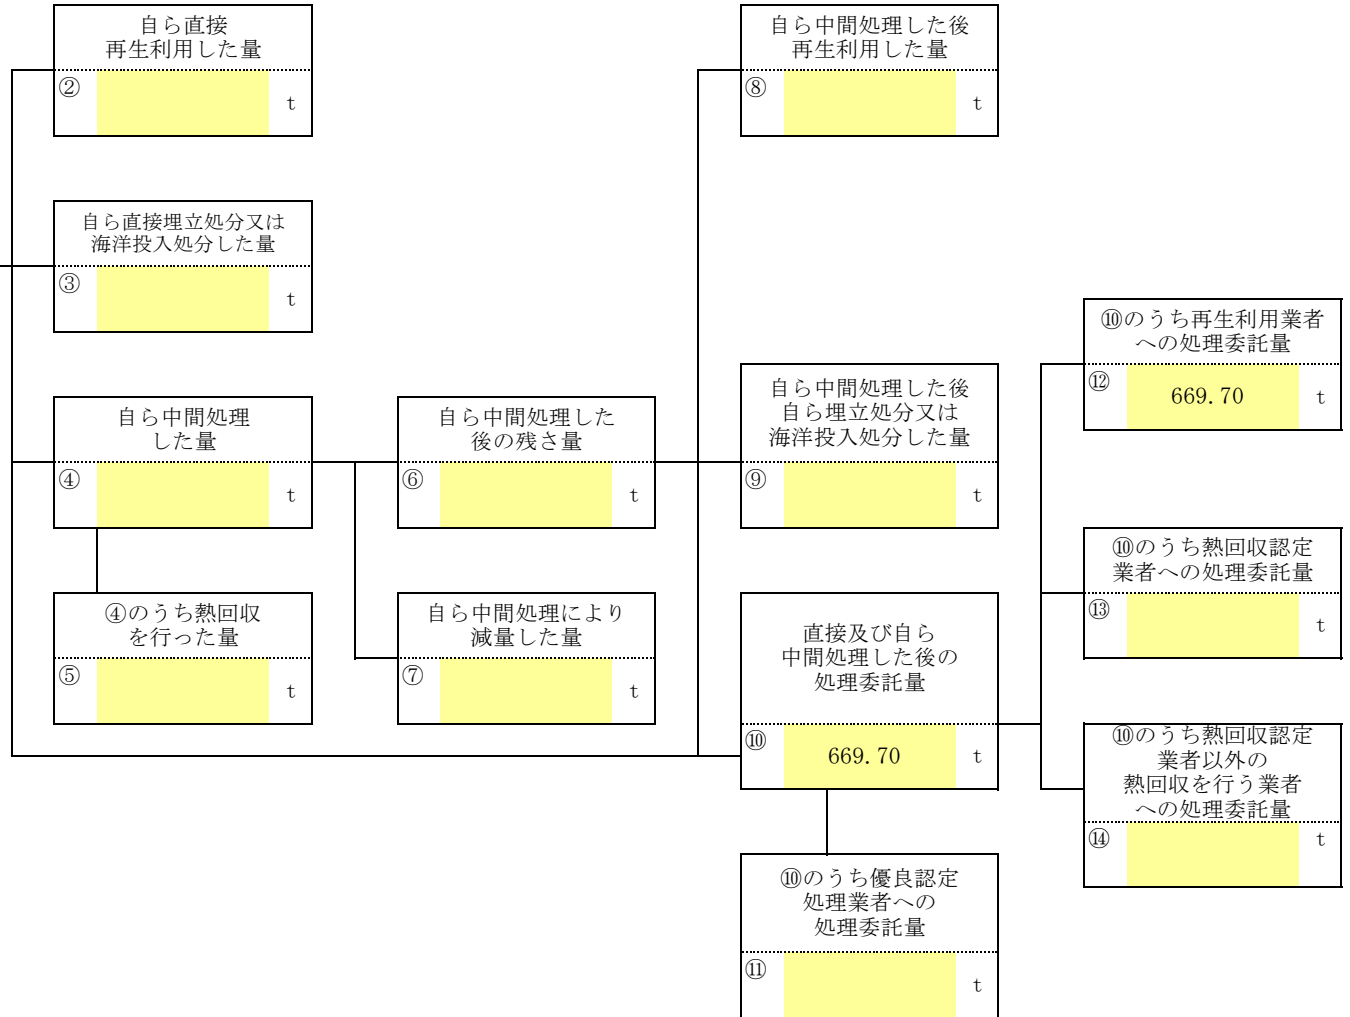 自ら直接
再生利用した量
②
t
自ら中間処理した後
再生利用した量
⑧
t
自ら直接埋立処分又は
海洋投入処分した量
③
t
⑩のうち再生利用業者
への処理委託量
⑫
669.70
t
自ら中間処理
した量
④
t
自ら中間処理した
後の残さ量
⑥
t
自ら中間処理した後
自ら埋立処分又は
海洋投入処分した量
⑨
t
⑩のうち熱回収認定
業者への処理委託量
⑬
t
④のうち熱回収
を行った量
⑤
t
自ら中間処理により
減量した量
⑦
t
直接及び自ら
中間処理した後の
処理委託量
⑩
669.70
t
⑩のうち熱回収認定
業者以外の
熱回収を行う業者
への処理委託量
⑭
t
⑩のうち優良認定
処理業者への
処理委託量
⑪
t